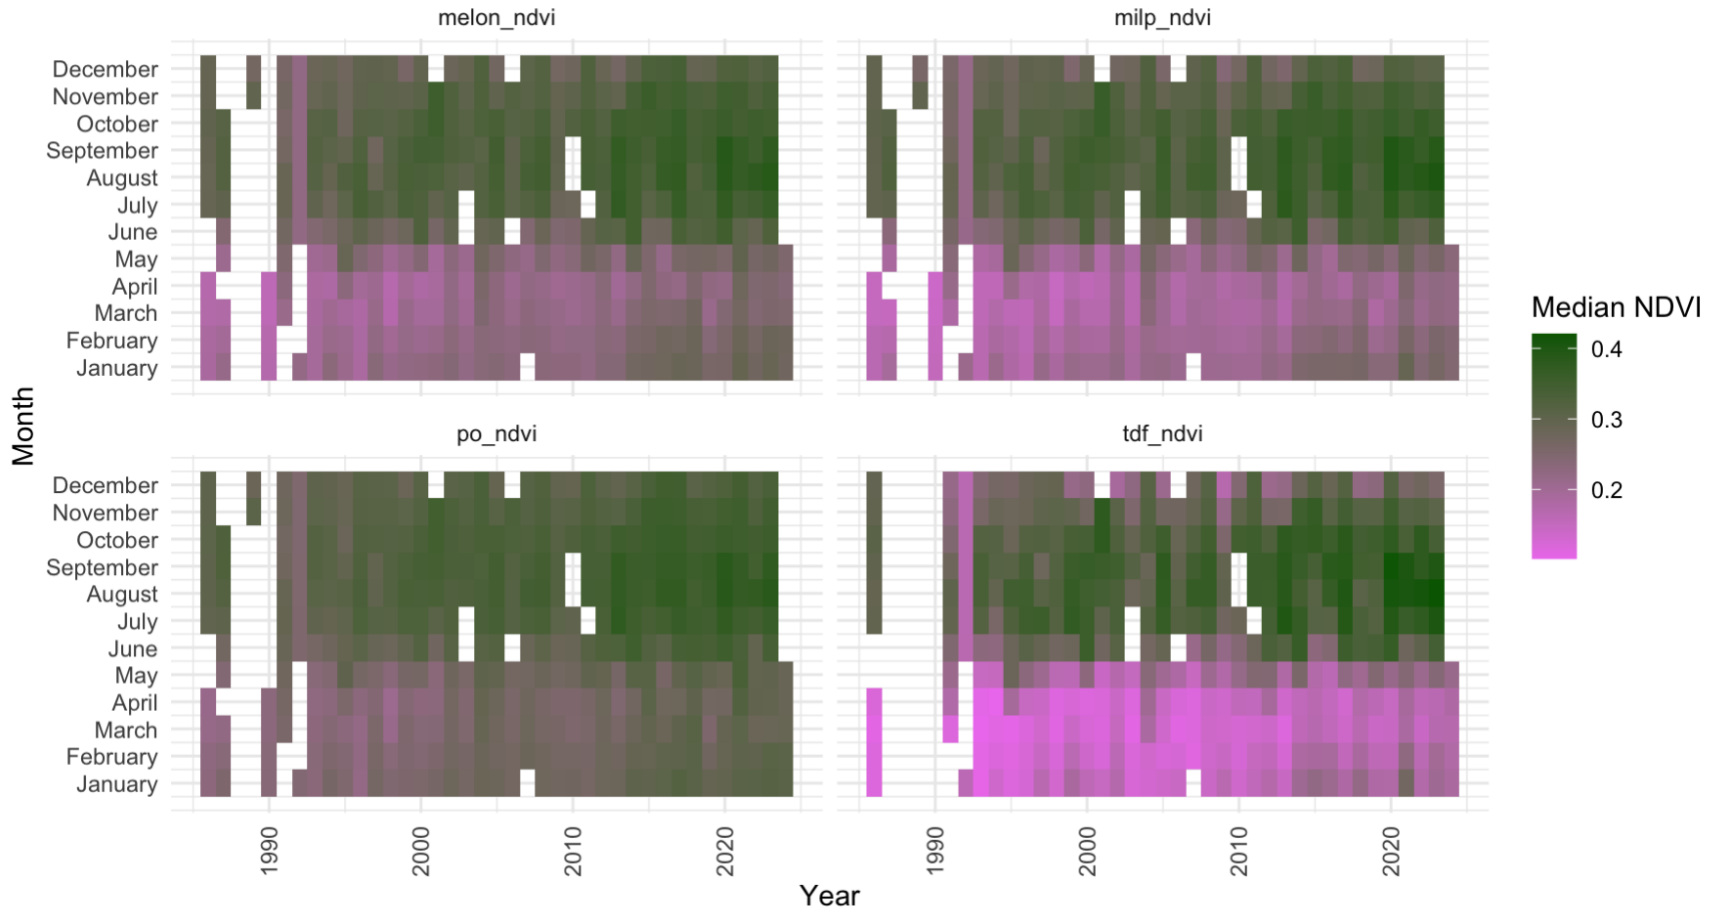 melon_ndvi
milp_ndvi
December
November
October
September
August
July
June
May
April
March
February
January
po_ndvi
tdf_ndvi
December
November
October
September
August
July
June
May
April
March
February
January
1990
2000
2010
2020
1990
2000
2010
2020
Month
Year
Median NDVI
0.4
0.3
0.2